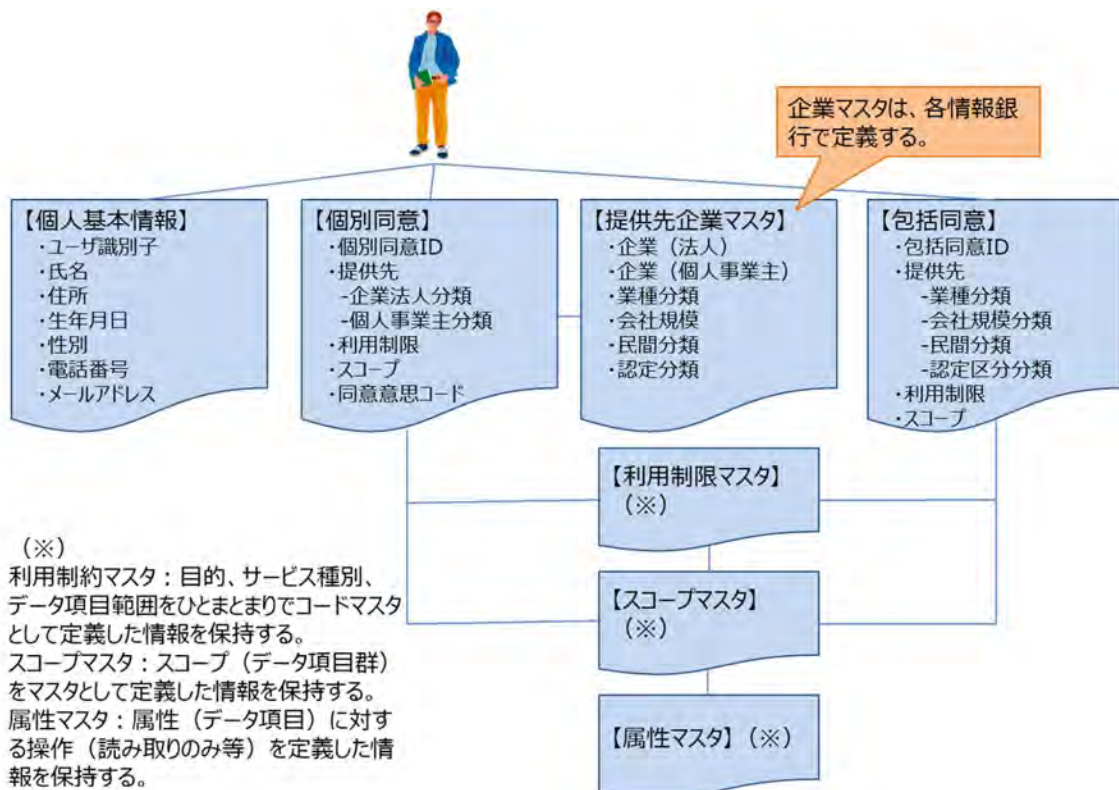 企業マスタは、各情報銀
行で定義する。
【個人基本情報】
・ユーザ識別子
・氏名
・住所
・生年月日
・性別
・電話番号
・メールアドレス
【個別同意】
・個別同意ID
・提供先
-企業法人分類
-個人事業主分類
・利用制限
・スコープ
・同意意思コード
【提供先企業マスタ】
・企業（法人）
・企業（個人事業主）
・業種分類
・会社規模
・民間分類
・認定分類
【包括同意】
・包括同意ID
・提供先
-業種分類
-会社規模分類
-民間分類
-認定区分分類
・利用制限
・スコープ
【利用制限マスタ】
（※）
【スコープマスタ】
（※）
【属性マスタ】（※）
（※）
利用制約マスタ：目的、サービス種別、
データ項目範囲をひとまとまりでコードマスタ
として定義した情報を保持する。
スコープマスタ：スコープ（データ項目群）
をマスタとして定義した情報を保持する。
属性マスタ：属性（データ項目）に対す
る操作（読み取りのみ等）を定義した情
報を保持する。